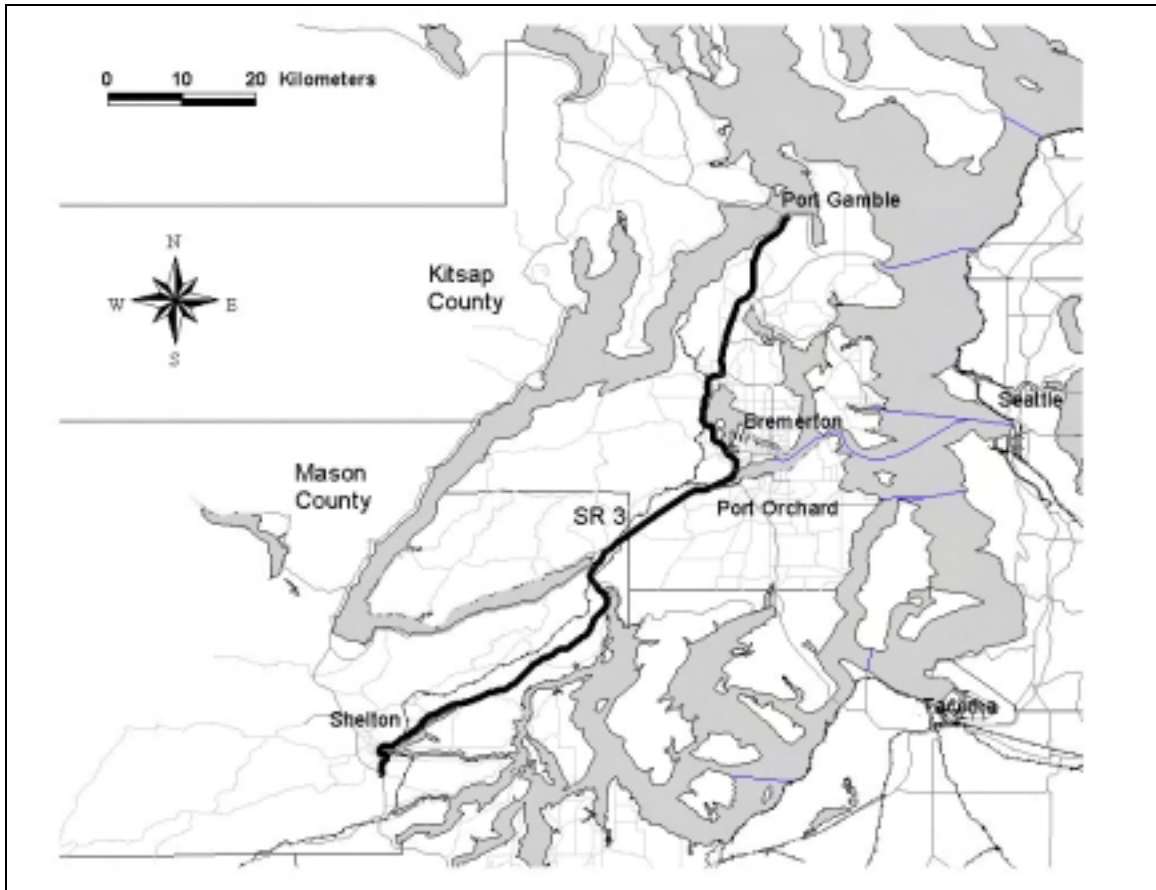 0 10 20 Kilometers
Port Gamble
N
W E
S
Kitsap
County
Seattle
Bremerton
Mason
County
SR 3
Port Orchard
Shelton
Tacoma